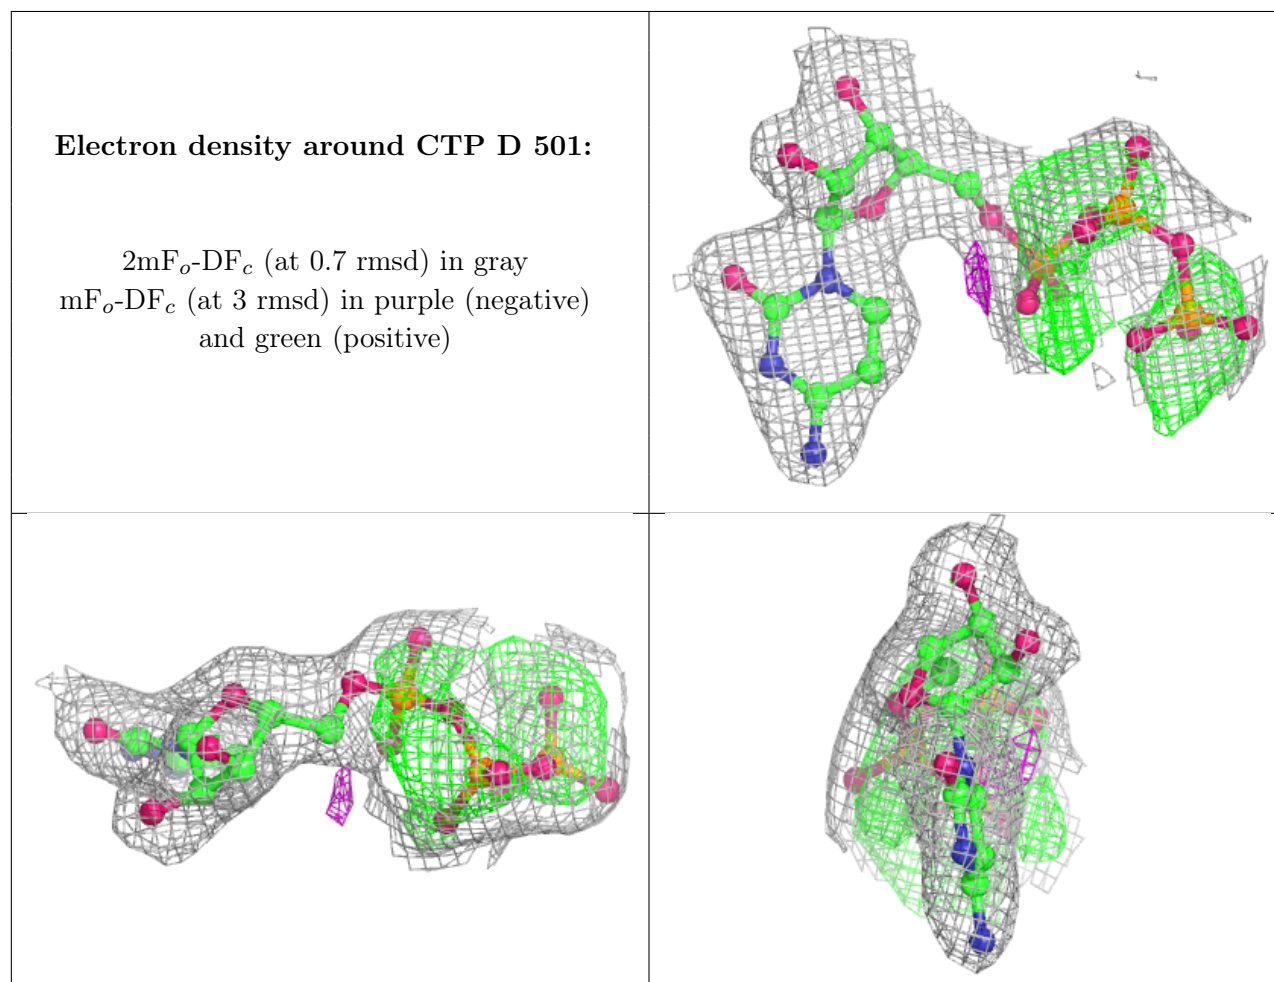 Electron density around CTP D 501:
2mFo-DFc (at 0.7 rmsd) in gray
mFo-DFc (at 3 rmsd) in purple (negative)
and green (positive)